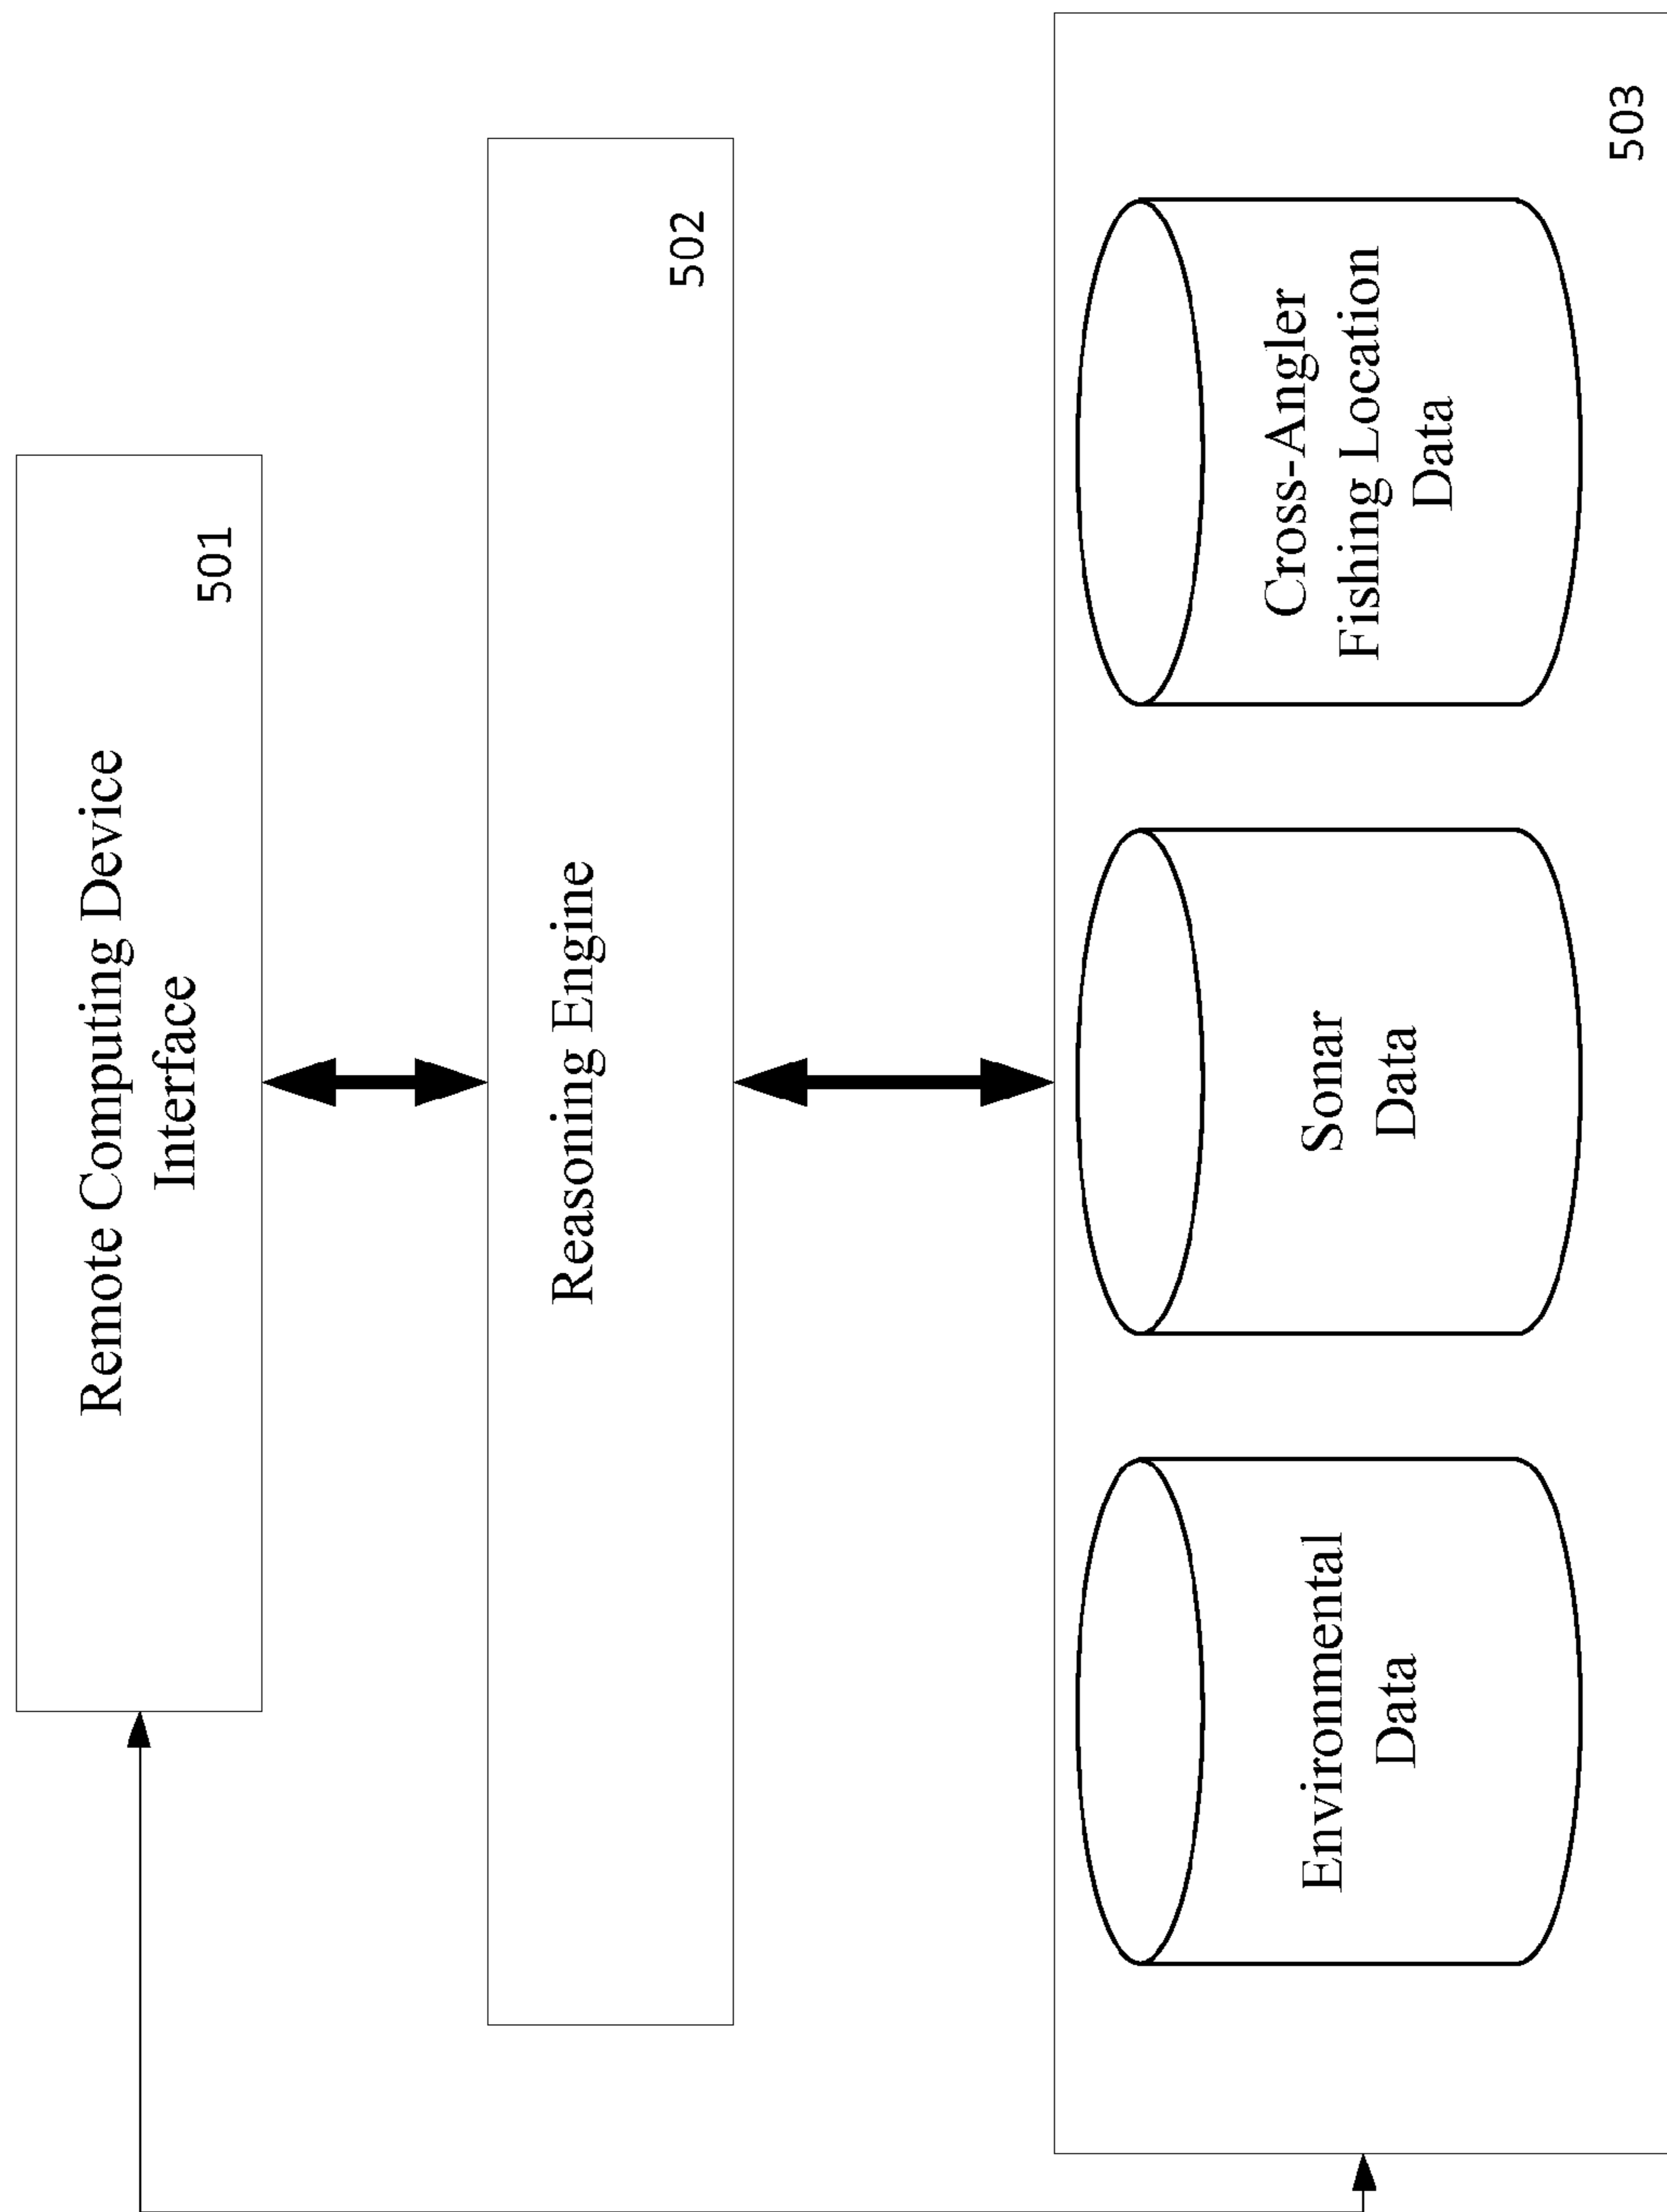 Remote Computing Device
Interface
501
Reasoning Engine
502
Environmental
Data
Sonar
Data
Cross-Angler
Fishing Location
Data
503